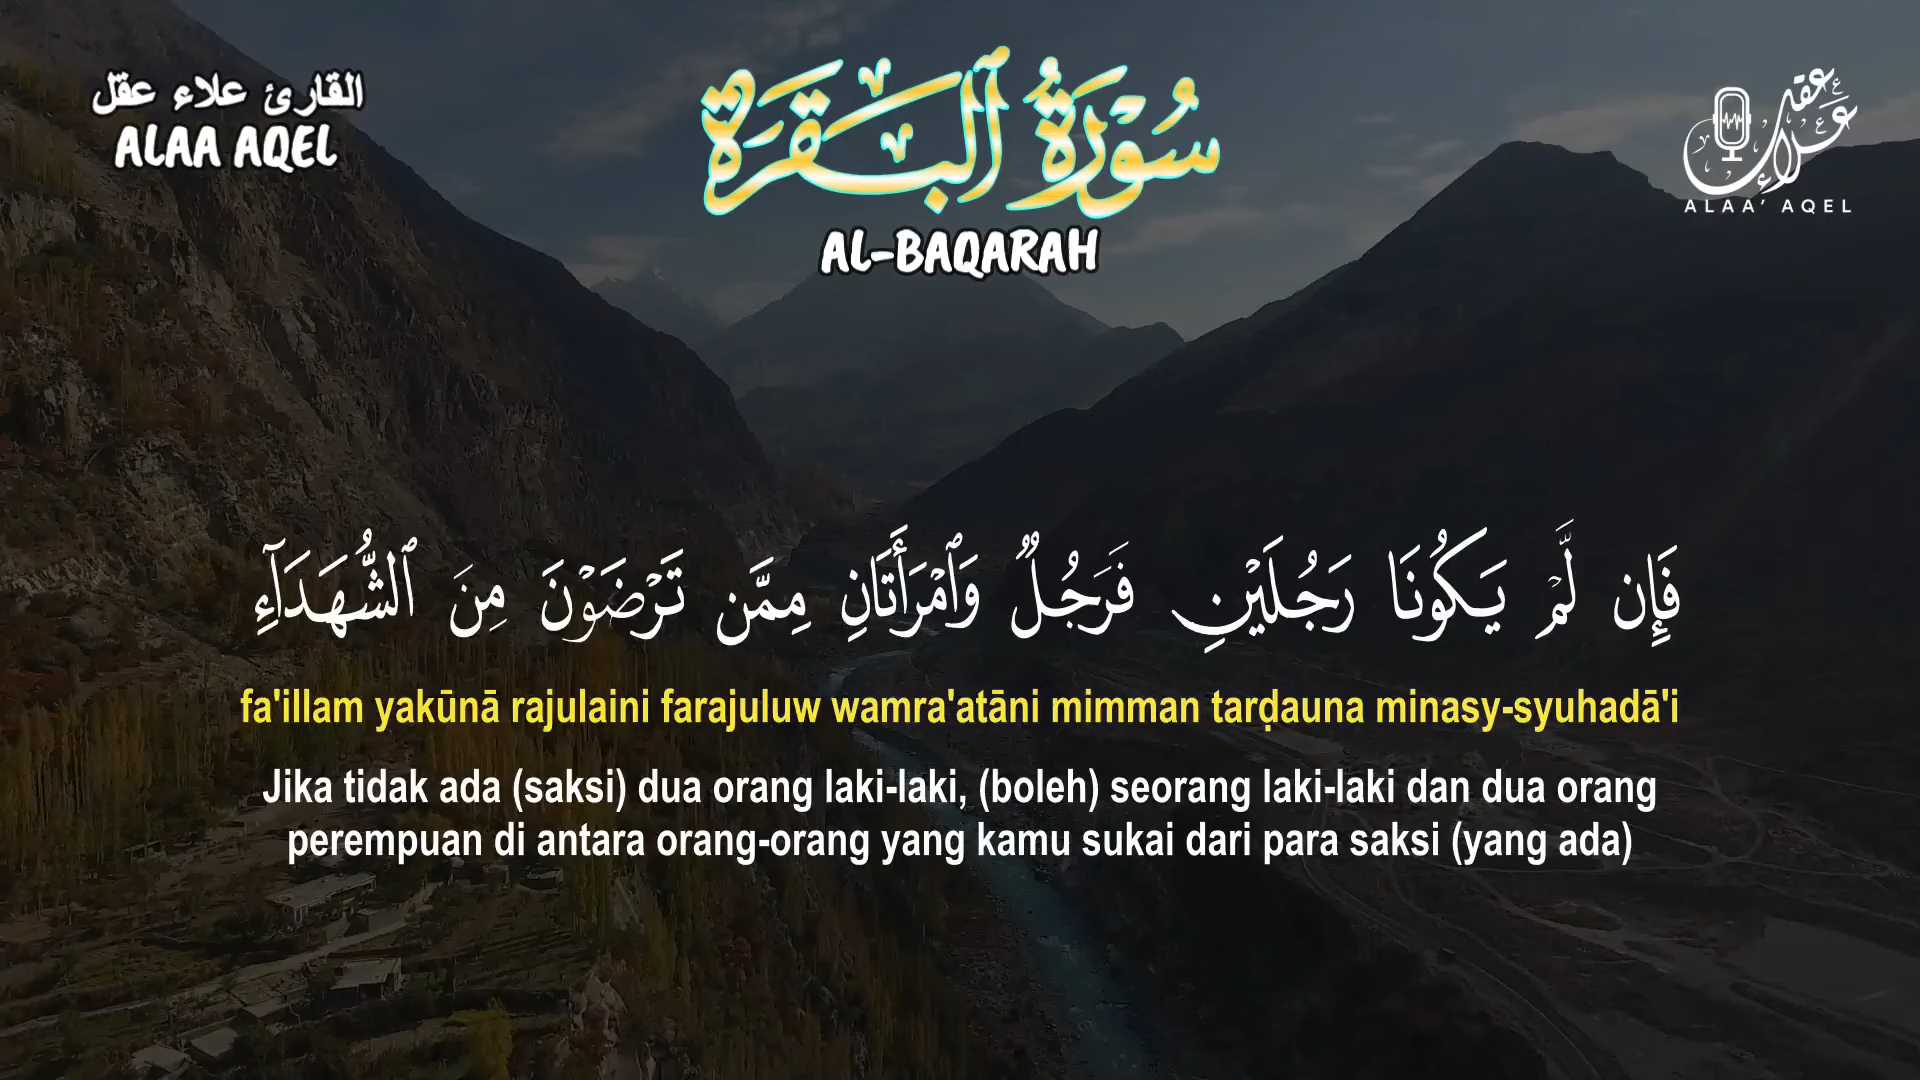 القارئ علاء عقل
ALAA AQEL
سُورَةُ ٱلْبَقَرَةِ
AL-BAQARAH
علاء عقل
ALAA' AQEL
فَإِن لَّمْ يَكُونَا رَجُلَيْنِ فَرَجُلٌ وَٱمْرَأَتَانِ مِمَّن تَرْضَوْنَ مِنَ ٱلشُّهَدَآءِ
fa'illam yakūnā rajulaini farajuluw wamra'atāni mimman tarḍauna minasy-syuhadā'i
Jika tidak ada (saksi) dua orang laki-laki, (boleh) seorang laki-laki dan dua orang
perempuan di antara orang-orang yang kamu sukai dari para saksi (yang ada)